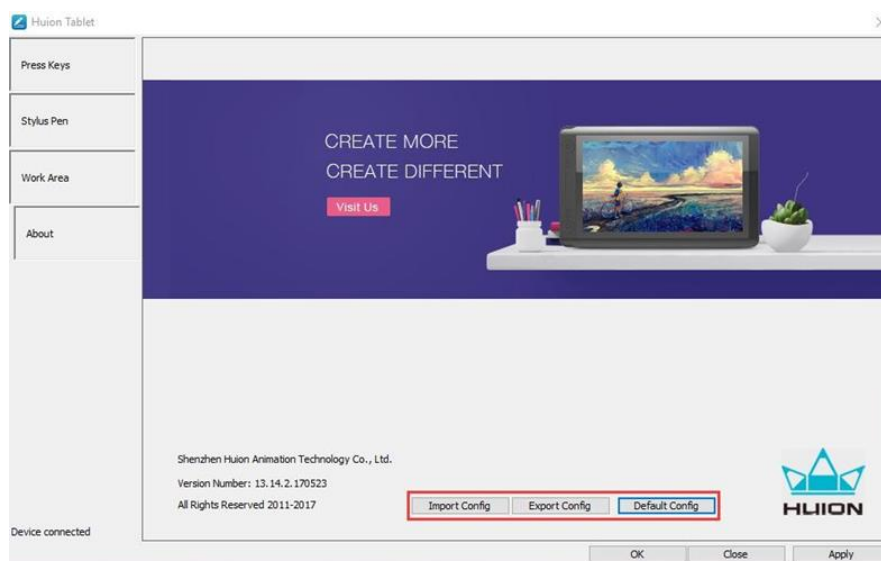 Huion Tablet
Press Keys
Stylus Pen
Work Area
About
CREATE MORE
CREATE DIFFERENT
Visit Us
Shenzhen Huion Animation Technology Co., Ltd.
Version Number: 13.14.2.170523
All Rights Reserved 2011-2017
Import Config Export Config Default Config
HUION
Device connected
OK Close Apply